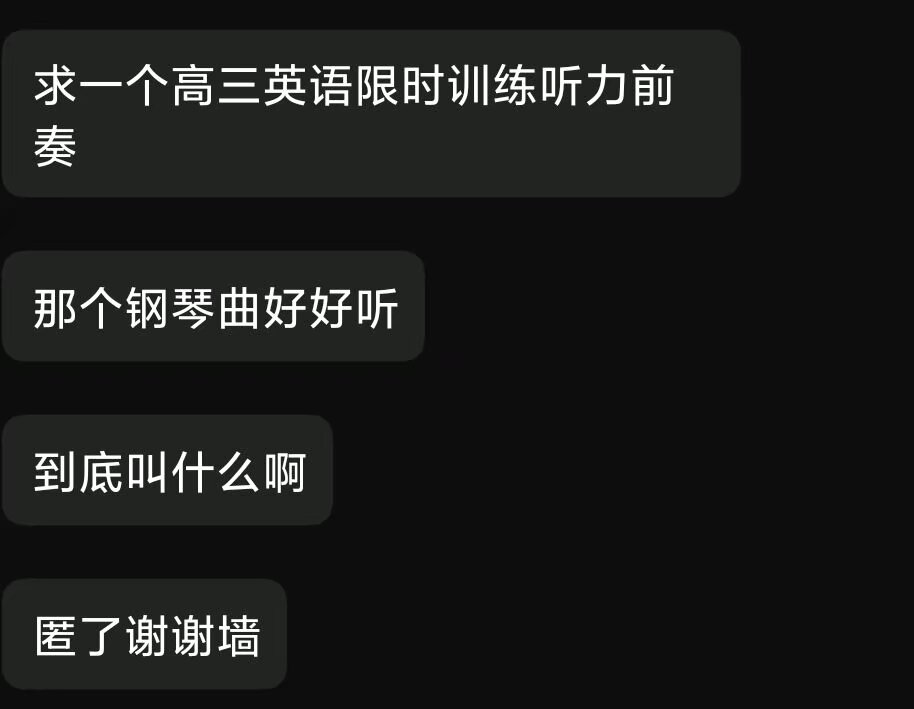 求一个高三英语限时训练听力前
奏
那个钢琴曲好好听
到底叫什么啊
匿了谢谢墙